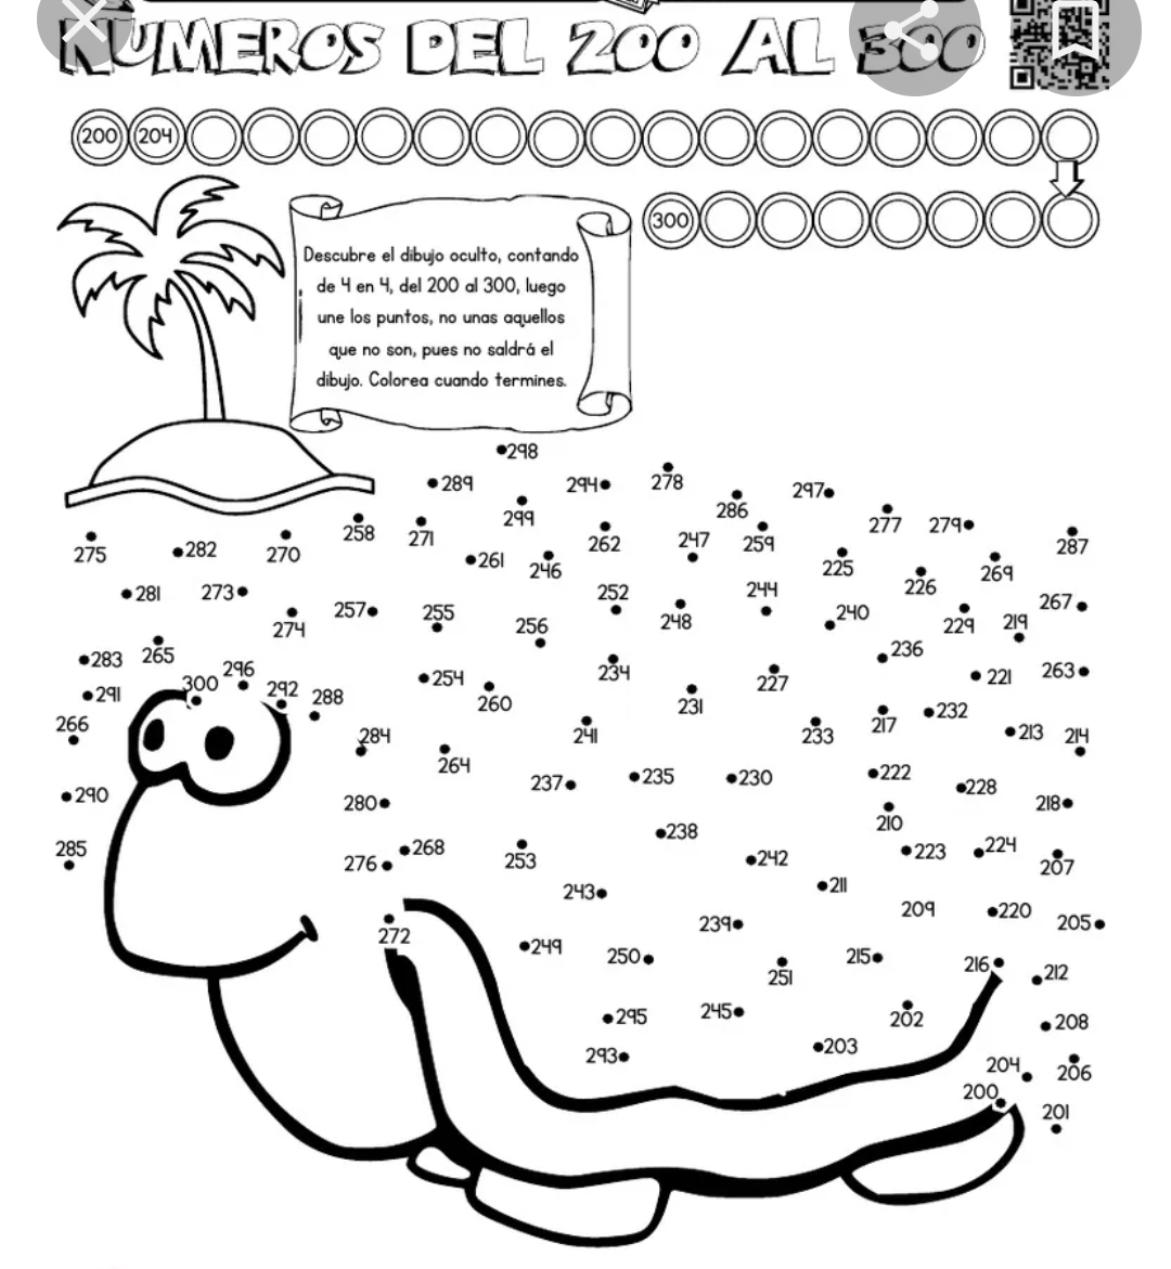 NUMEROS DEL 200 AL 300
200 204
300
Descubre el dibujo oculto, contando
de 4 en 4, del 200 al 300, luego
une los puntos, no unas aquellos
que no son, pues no saldrá el
dibujo. Colorea cuando termines.
298
289 294 278
299 286 297
258 271 262 247 259 277 279 287
275 282 270 261 246 225 226 269
281 273 252 244 267
274 257 255 256 248 240 229 219
283 265 234 236
291 300 296 292 288 254 260 231 227 221 263
266 284 264 241 233 217 232 213 214
290 280 237 235 230 222 228 218
285 276 268 253 238 242 210 223 224 207
243 211 209 220 205
272 249 250 239 251 215 216 212
295 245 202 208
293 203 204 206
200 201